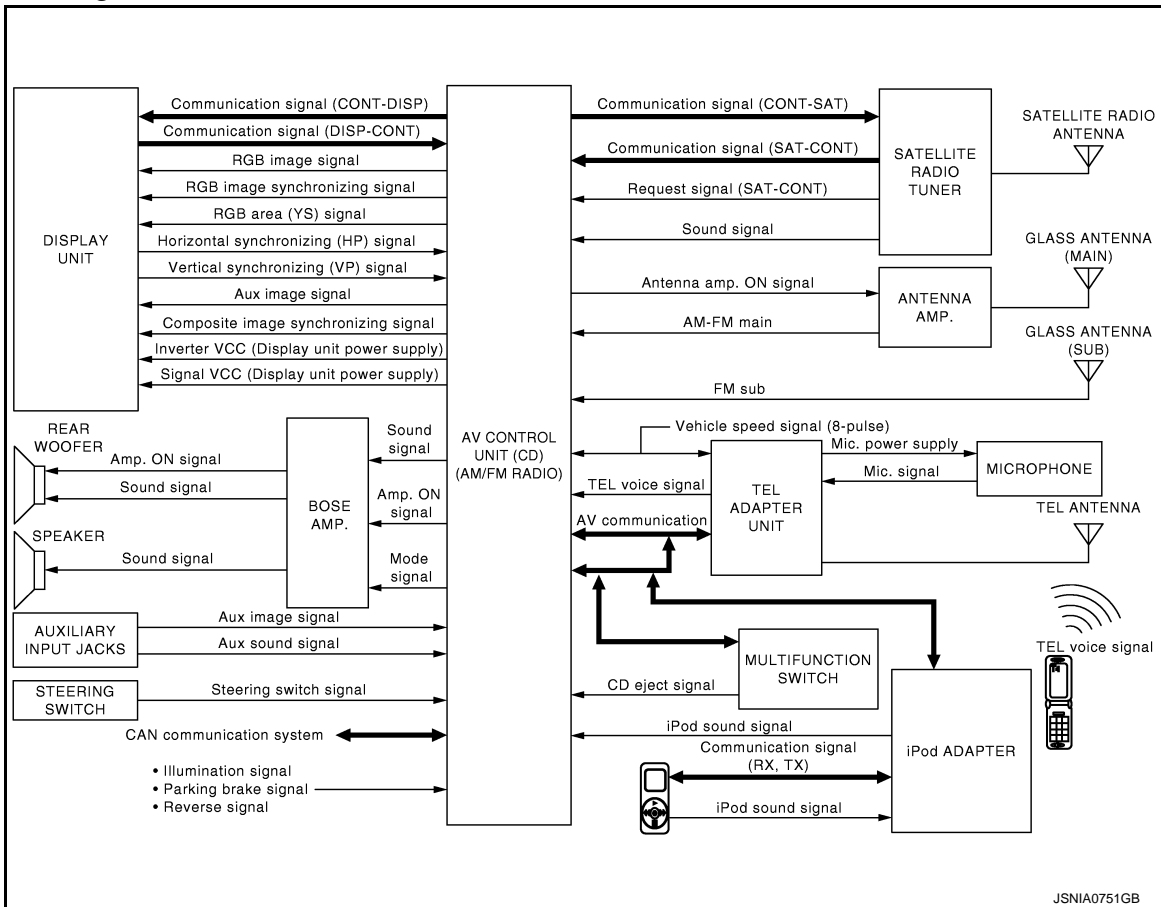 Communication signal (CONT-DISP)
Communication signal (DISP-CONT)
RGB image signal
RGB image synchronizing signal
RGB area (YS) signal
Horizontal synchronizing (HP) signal
Vertical synchronizing (VP) signal
Aux image signal
Composite image synchronizing signal
Inverter VCC (Display unit power supply)
Signal VCC (Display unit power supply)
DISPLAY
UNIT
REAR
WOOFER
Amp. ON signal
Sound signal
SPEAKER
Sound signal
BOSE
AMP.
Sound
signal
Amp. ON
signal
Mode
signal
AUXILIARY
INPUT JACKS
Aux image signal
Aux sound signal
STEERING
SWITCH
Steering switch signal
CAN communication system
• Illumination signal
• Parking brake signal
• Reverse signal
AV CONTROL
UNIT (CD)
(AM/FM RADIO)
Communication signal (CONT-SAT)
Communication signal (SAT-CONT)
Request signal (SAT-CONT)
Sound signal
SATELLITE
RADIO
TUNER
SATELLITE RADIO
ANTENNA
Antenna amp. ON signal
AM-FM main
ANTENNA
AMP.
GLASS ANTENNA
(MAIN)
GLASS ANTENNA
(SUB)
FM sub
Vehicle speed signal (8-pulse)
TEL voice signal
AV communication
TEL
ADAPTER
UNIT
Mic. power supply
Mic. signal
MICROPHONE
TEL ANTENNA
MULTIFUNCTION
SWITCH
CD eject signal
TEL voice signal
iPod sound signal
Communication signal
(RX, TX)
iPod sound signal
iPod ADAPTER
JSNIA0751GB